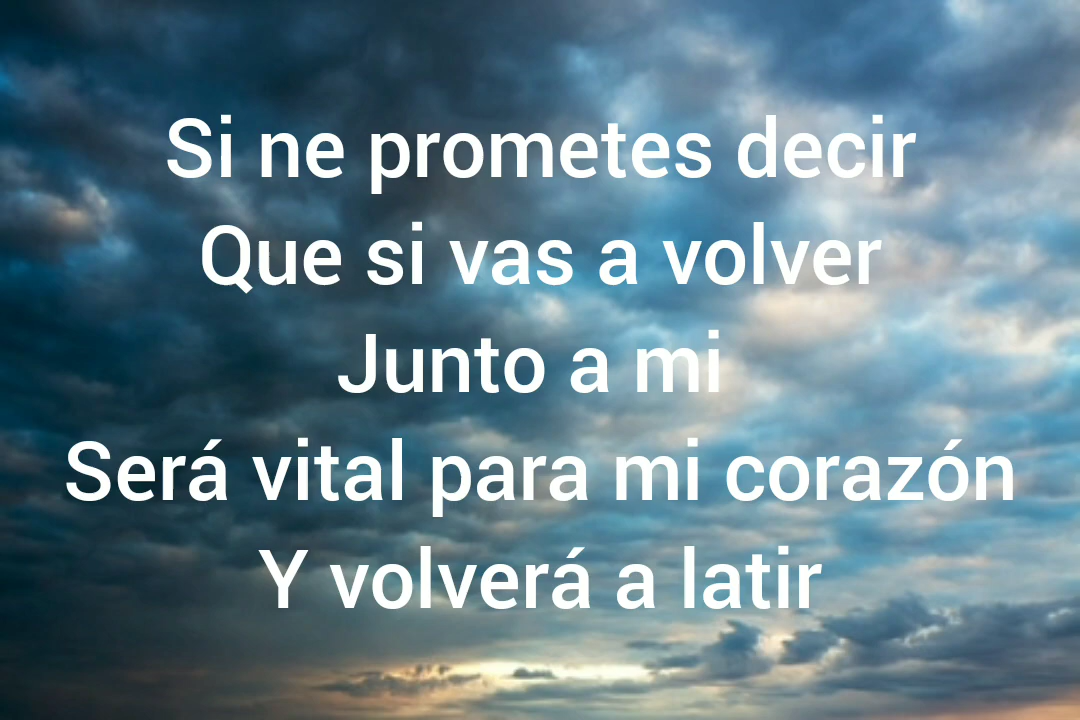 Si ne prometes decir
Que si vas a volver
Junto a mi
Será vital para mi corazón
Y volverá a latir